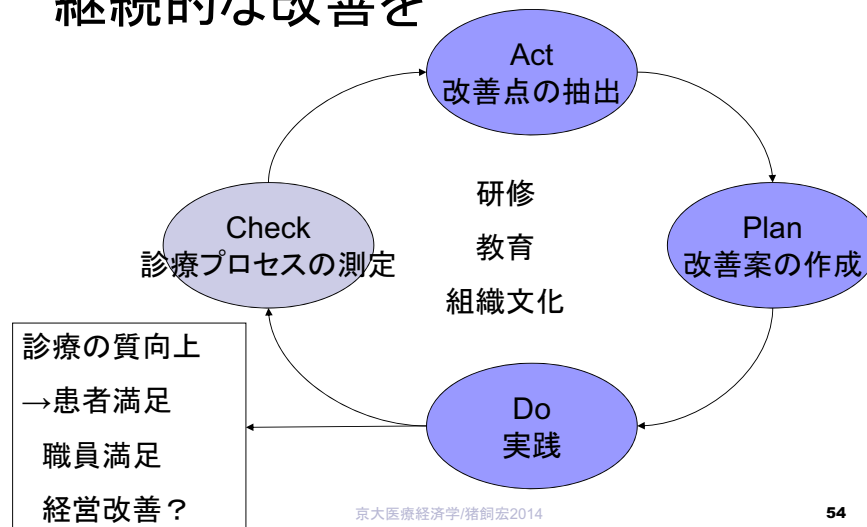 継続的な改善を
Act
改善点の抽出
Plan
改善案の作成
Do
実践
Check
診療プロセスの測定
研修
教育
組織文化
診療の質向上
→患者満足
職員満足
経営改善？
京大医療経済学/猪飼宏2014
54